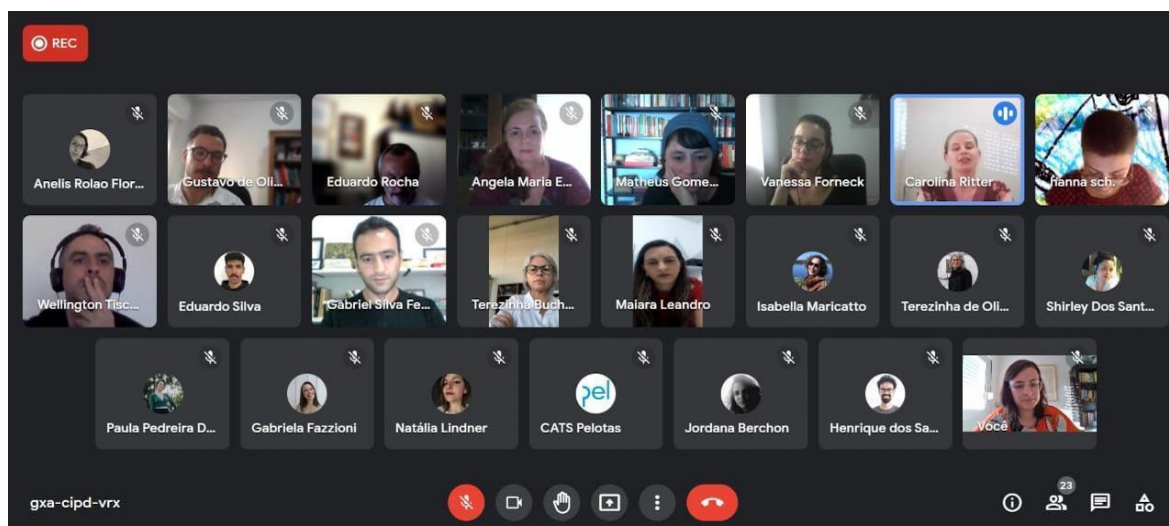 REC
Anelis Rolao Flor...
Gustavo de Oli...
Eduardo Rocha
Angela Maria E...
Matheus Gome...
Vanessa Forneck
Carolina Ritter
hanna sch.
Wellington Tisc...
Eduardo Silva
Gabriel Silva Fe...
Terezinha Buch...
Maiara Leandro
Isabella Maricatto
Terezinha de Oli...
Shirley Dos Sant...
Paula Pedreira D...
Gabriela Fazzioni
Natália Lindner
pel
CATS Pelotas
Jordana Berchon
Henrique dos Sa...
Você
gxa-cipd-vrx
23